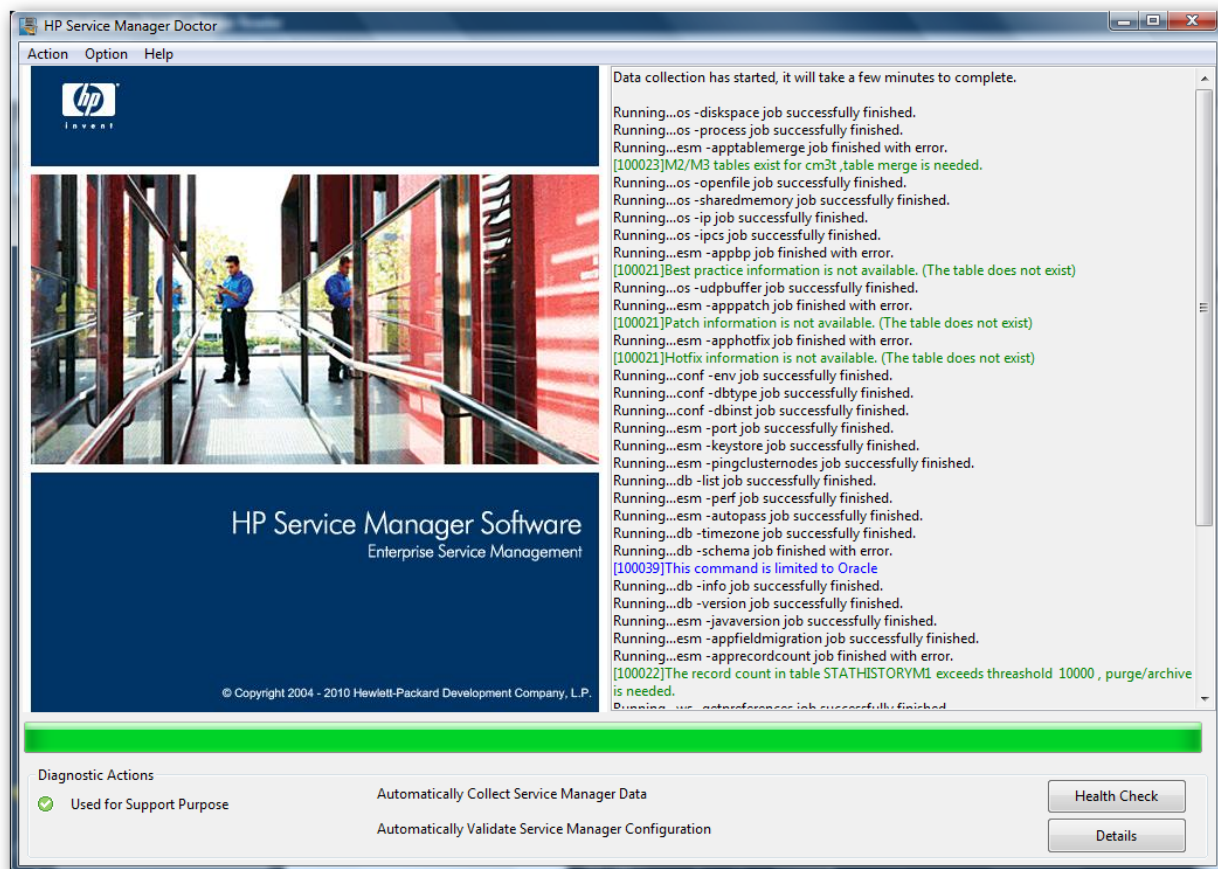 HP Service Manager Doctor
Action Option Help
hp
invent
HP Service Manager Software
Enterprise Service Management
© Copyright 2004 - 2010 Hewlett-Packard Development Company, L.P.
Data collection has started, it will take a few minutes to complete.
Running...os -diskspace job successfully finished.
Running...os -process job successfully finished.
Running...esm -apptablemerge job finished with error.
[100023]M2/M3 tables exist for cm3t ,table merge is needed.
Running...os -openfile job successfully finished.
Running...os -sharedmemory job successfully finished.
Running...os -ip job successfully finished.
Running...os -ipcs job successfully finished.
Running...esm -appbp job finished with error.
[100021]Best practice information is not available. (The table does not exist)
Running...os -udpbuffer job successfully finished.
Running...esm -apppatch job finished with error.
[100021]Patch information is not available. (The table does not exist)
Running...esm -apphotfix job finished with error.
[100021]Hotfix information is not available. (The table does not exist)
Running...conf -env job successfully finished.
Running...conf -dbtype job successfully finished.
Running...conf -dbinst job successfully finished.
Running...esm -port job successfully finished.
Running...esm -keystore job successfully finished.
Running...esm -pingclusternodes job successfully finished.
Running...db -list job successfully finished.
Running...esm -perf job successfully finished.
Running...esm -autopass job successfully finished.
Running...db -timezone job successfully finished.
Running...db -schema job finished with error.
[100039]This command is limited to Oracle
Running...db -info job successfully finished.
Running...db -version job successfully finished.
Running...esm -javaversion job successfully finished.
Running...esm -appfieldmigration job successfully finished.
Running...esm -apprecordcount job finished with error.
[100022]The record count in table STATHISTORYM1 exceeds threashold 10000 , purge/archive
is needed.
Running...ws -getpreferences job successfully finished.
Diagnostic Actions
Used for Support Purpose
Automatically Collect Service Manager Data
Health Check
Automatically Validate Service Manager Configuration
Details